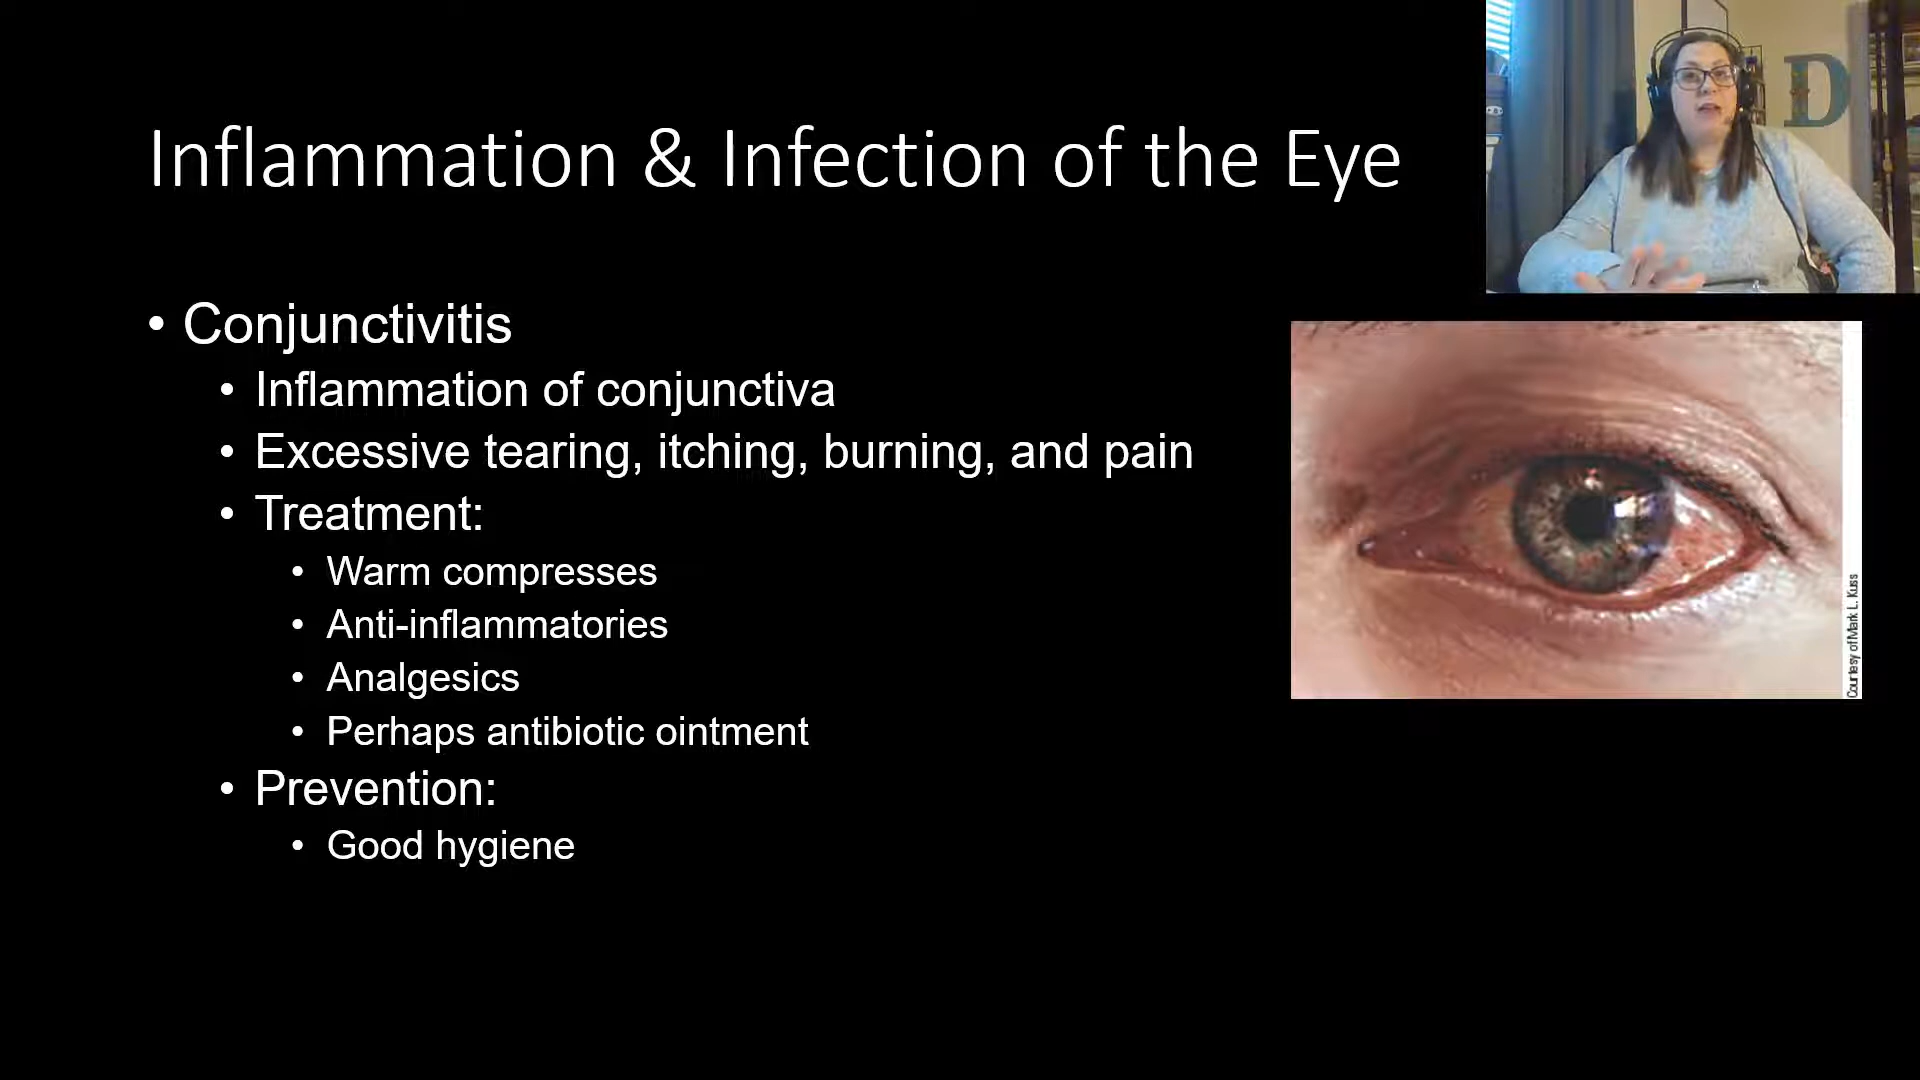 Inflammation & Infection of the Eye
D
• Conjunctivitis
• Inflammation of conjunctiva
• Excessive tearing, itching, burning, and pain
• Treatment:
• Warm compresses
• Anti-inflammatories
• Analgesics
• Perhaps antibiotic ointment
• Prevention:
• Good hygiene
Courtesy of Mark L. Kuss